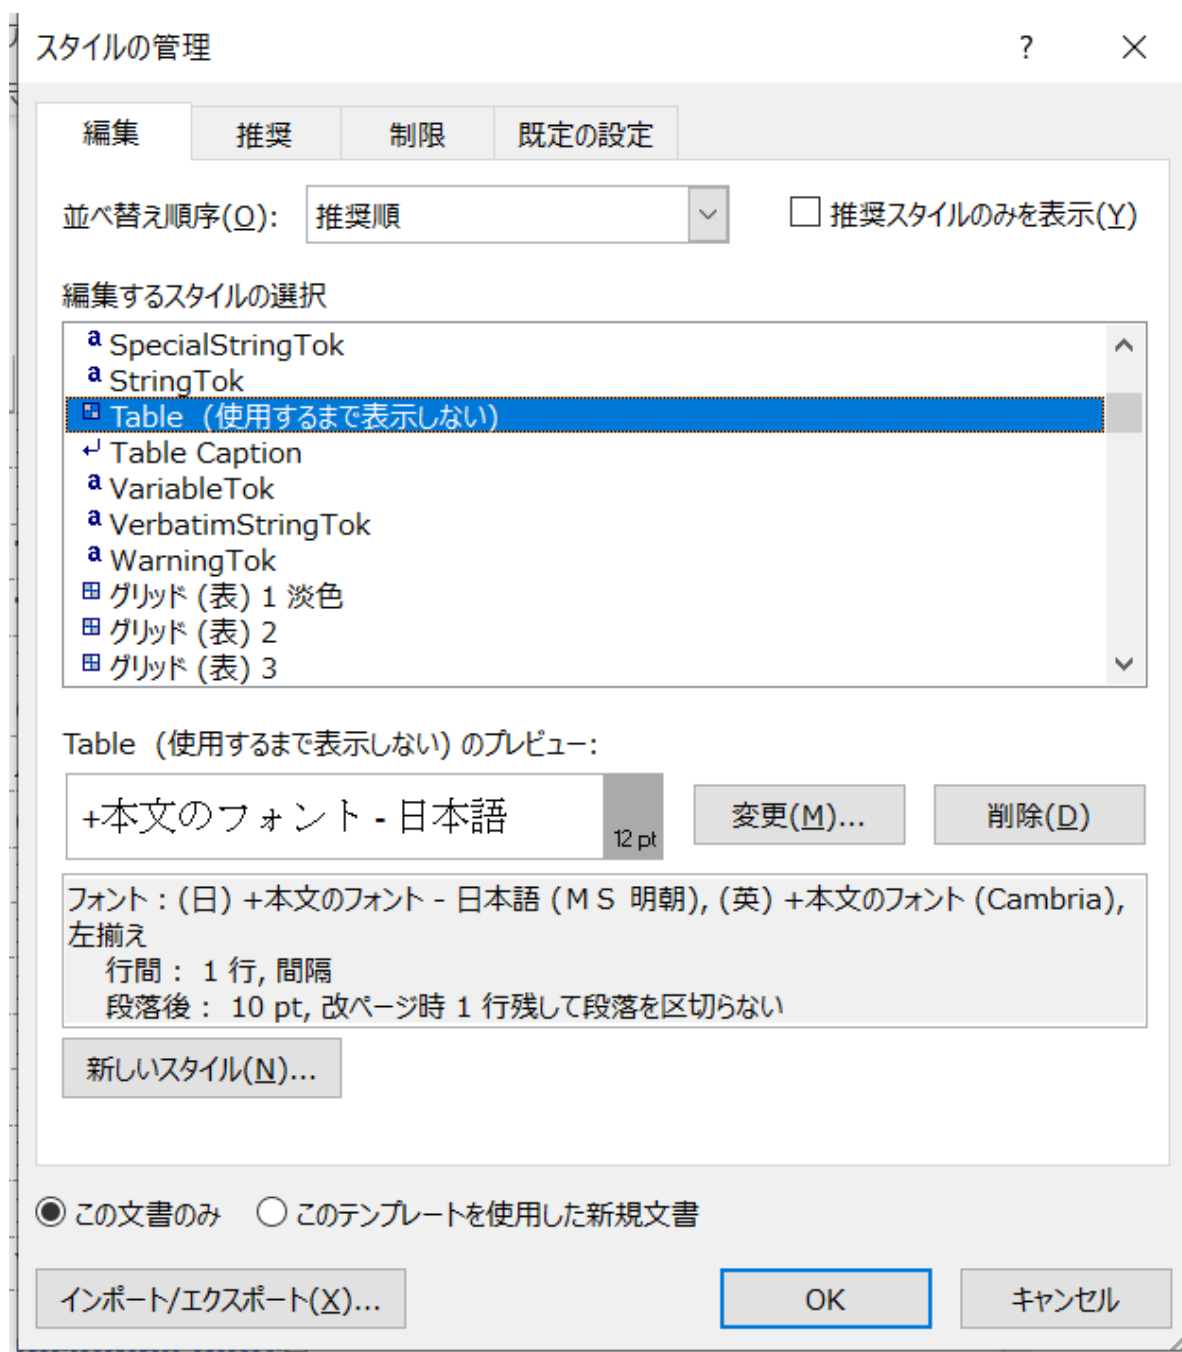 スタイルの管理
?
編集 推奨 制限 既定の設定
並べ替え順序(O): 推奨順 推奨スタイルのみを表示(Y)
編集するスタイルの選択
a SpecialStringTok
a StringTok
Table (使用するまで表示しない)
Table Caption
a VariableTok
a VerbatimStringTok
a WarningTok
グリッド (表) 1 淡色
グリッド (表) 2
グリッド (表) 3
Table (使用するまで表示しない) のプレビュー:
+本文のフォント - 日本語 12 pt 変更(M)... 削除(D)
フォント : (日) +本文のフォント - 日本語 (ＭＳ 明朝), (英) +本文のフォント (Cambria),
左揃え
行間 : 1 行, 間隔
段落後 : 10 pt, 改ページ時 1 行残して段落を区切らない
新しいスタイル(N)...
この文書のみ このテンプレートを使用した新規文書
インポート/エクスポート(X)... OK キャンセル